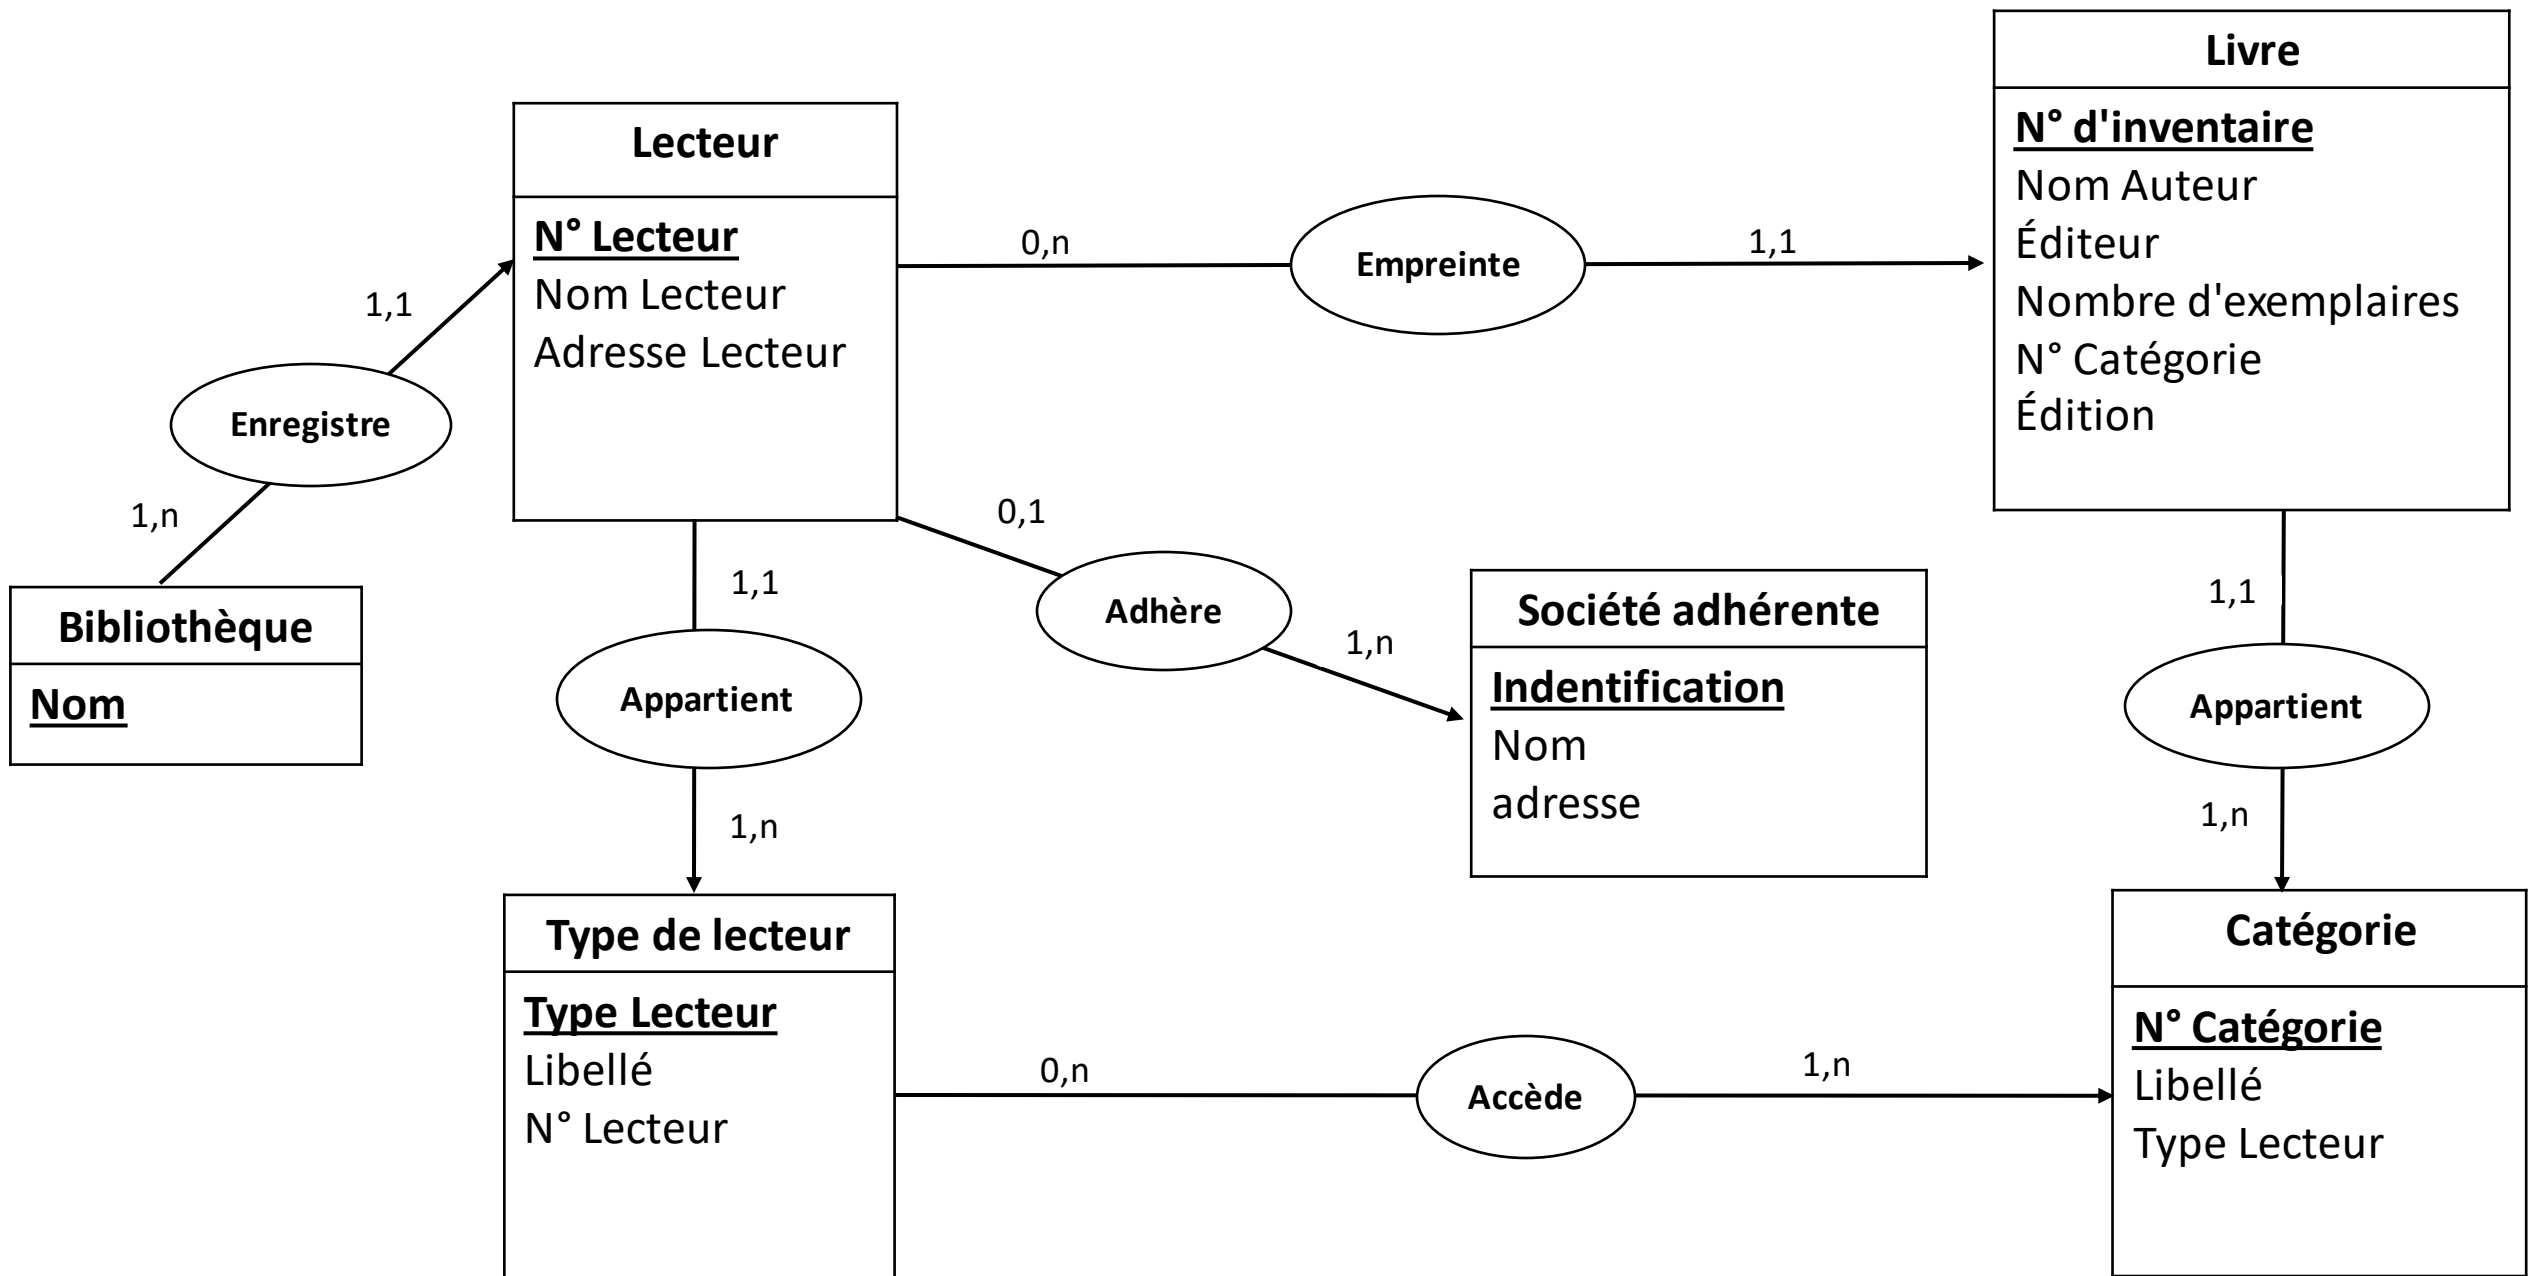 Livre
N° d'inventaire
Nom Auteur
Éditeur
Nombre d'exemplaires
N° Catégorie
Édition
Lecteur
N° Lecteur
Nom Lecteur
Adresse Lecteur
0,n
Empreinte
1,1
1,1
Enregistre
1,n
Bibliothèque
Nom
1,1
Appartient
1,n
0,1
Adhère
1,n
Société adhérente
Indentification
Nom
adresse
1,1
Appartient
1,n
Type de lecteur
Type Lecteur
Libellé
N° Lecteur
0,n
Accède
1,n
Catégorie
N° Catégorie
Libellé
Type Lecteur